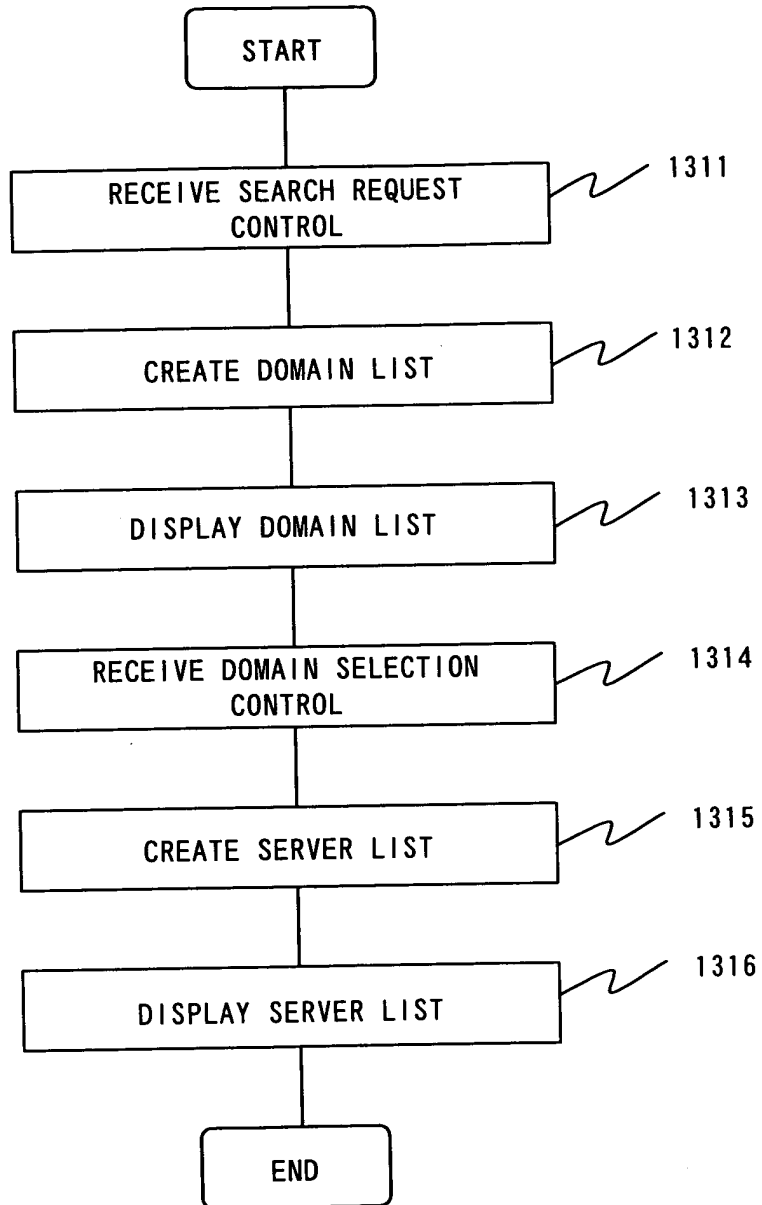 START
RECEIVE SEARCH REQUEST
CONTROL
1311
CREATE DOMAIN LIST
1312
DISPLAY DOMAIN LIST
1313
RECEIVE DOMAIN SELECTION
CONTROL
1314
CREATE SERVER LIST
1315
DISPLAY SERVER LIST
1316
END